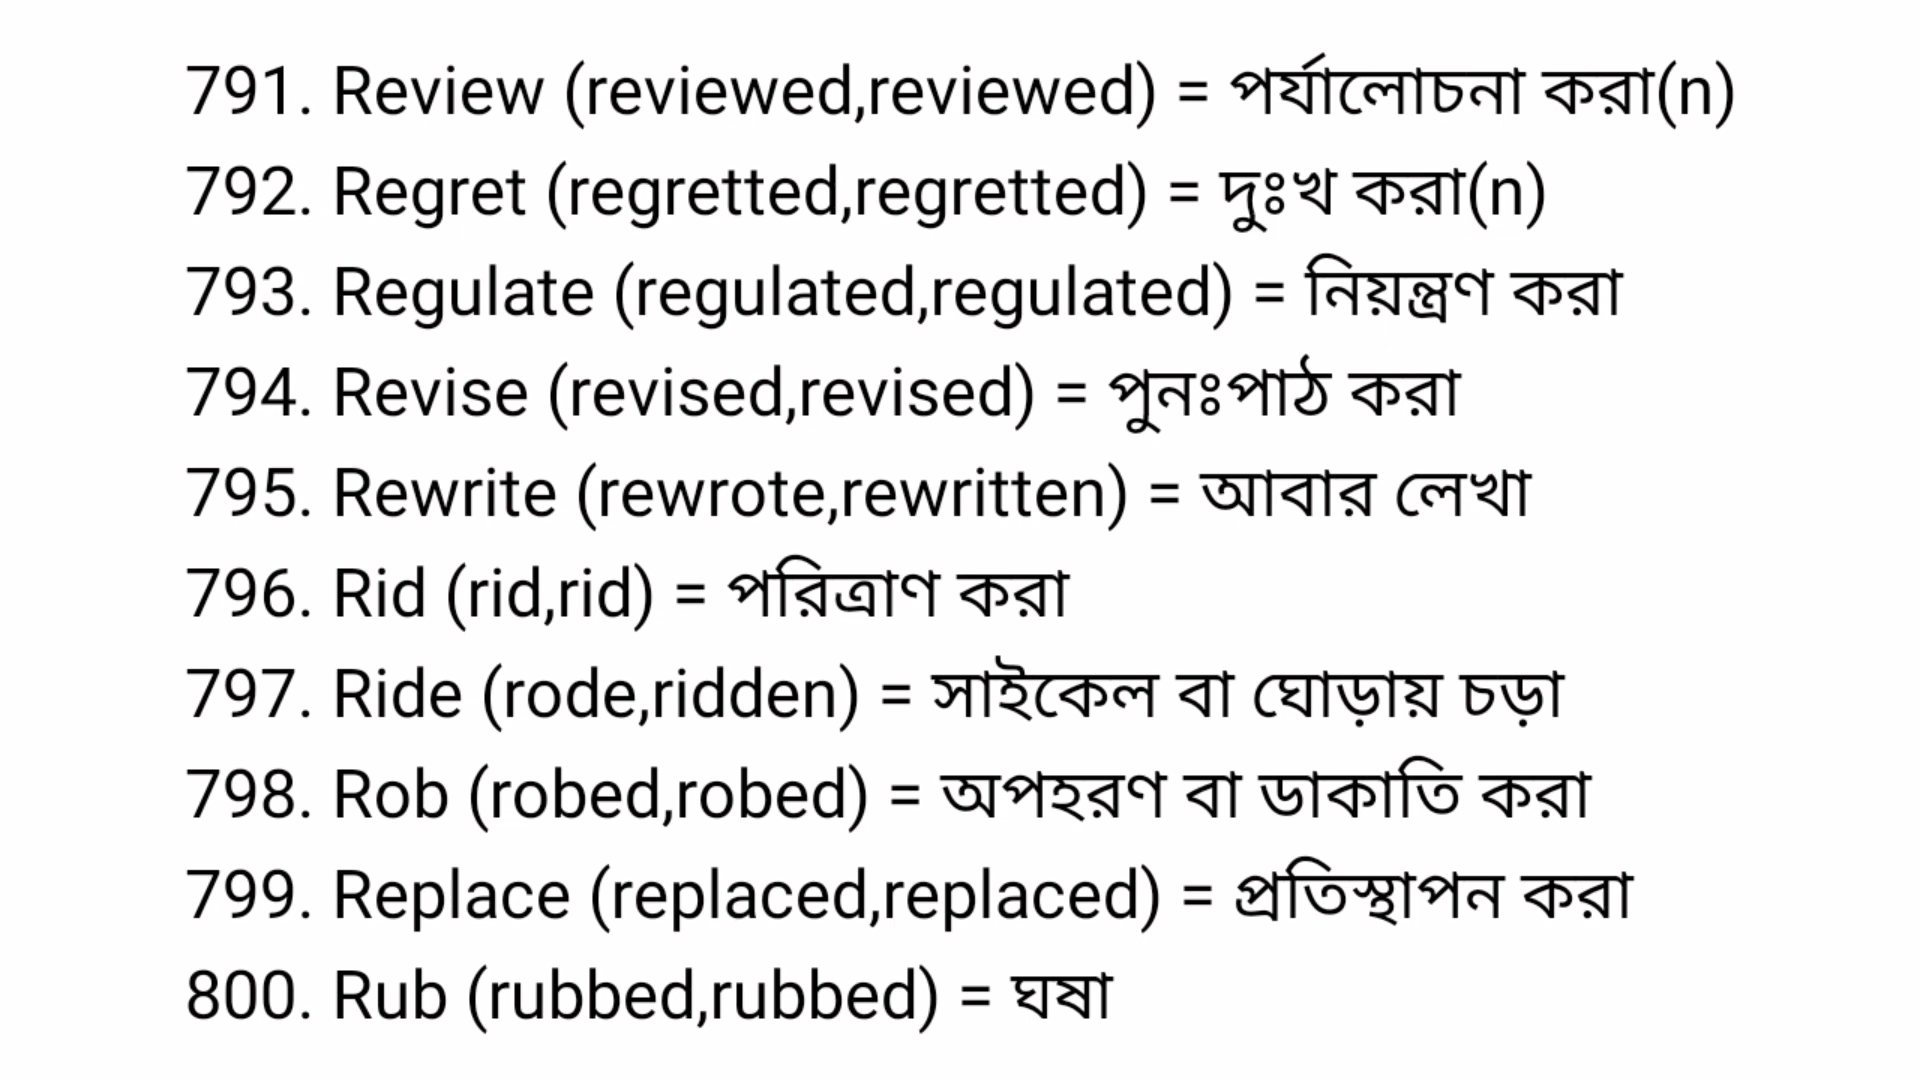 791. Review (reviewed,reviewed) = পর্যালোচনা করা(n)
792. Regret (regretted,regretted) = দুঃখ করা(n)
793. Regulate (regulated,regulated) = নিয়ন্ত্রণ করা
794. Revise (revised,revised) = পুনঃপাঠ করা
795. Rewrite (rewrote,rewritten) = আবার লেখা
796. Rid (rid,rid) = পরিত্রাণ করা
797. Ride (rode,ridden) = সাইকেল বা ঘোড়ায় চড়া
798. Rob (robed,robed) = অপহরণ বা ডাকাতি করা
799. Replace (replaced,replaced) = প্রতিস্থাপন করা
800. Rub (rubbed,rubbed) = ঘষা